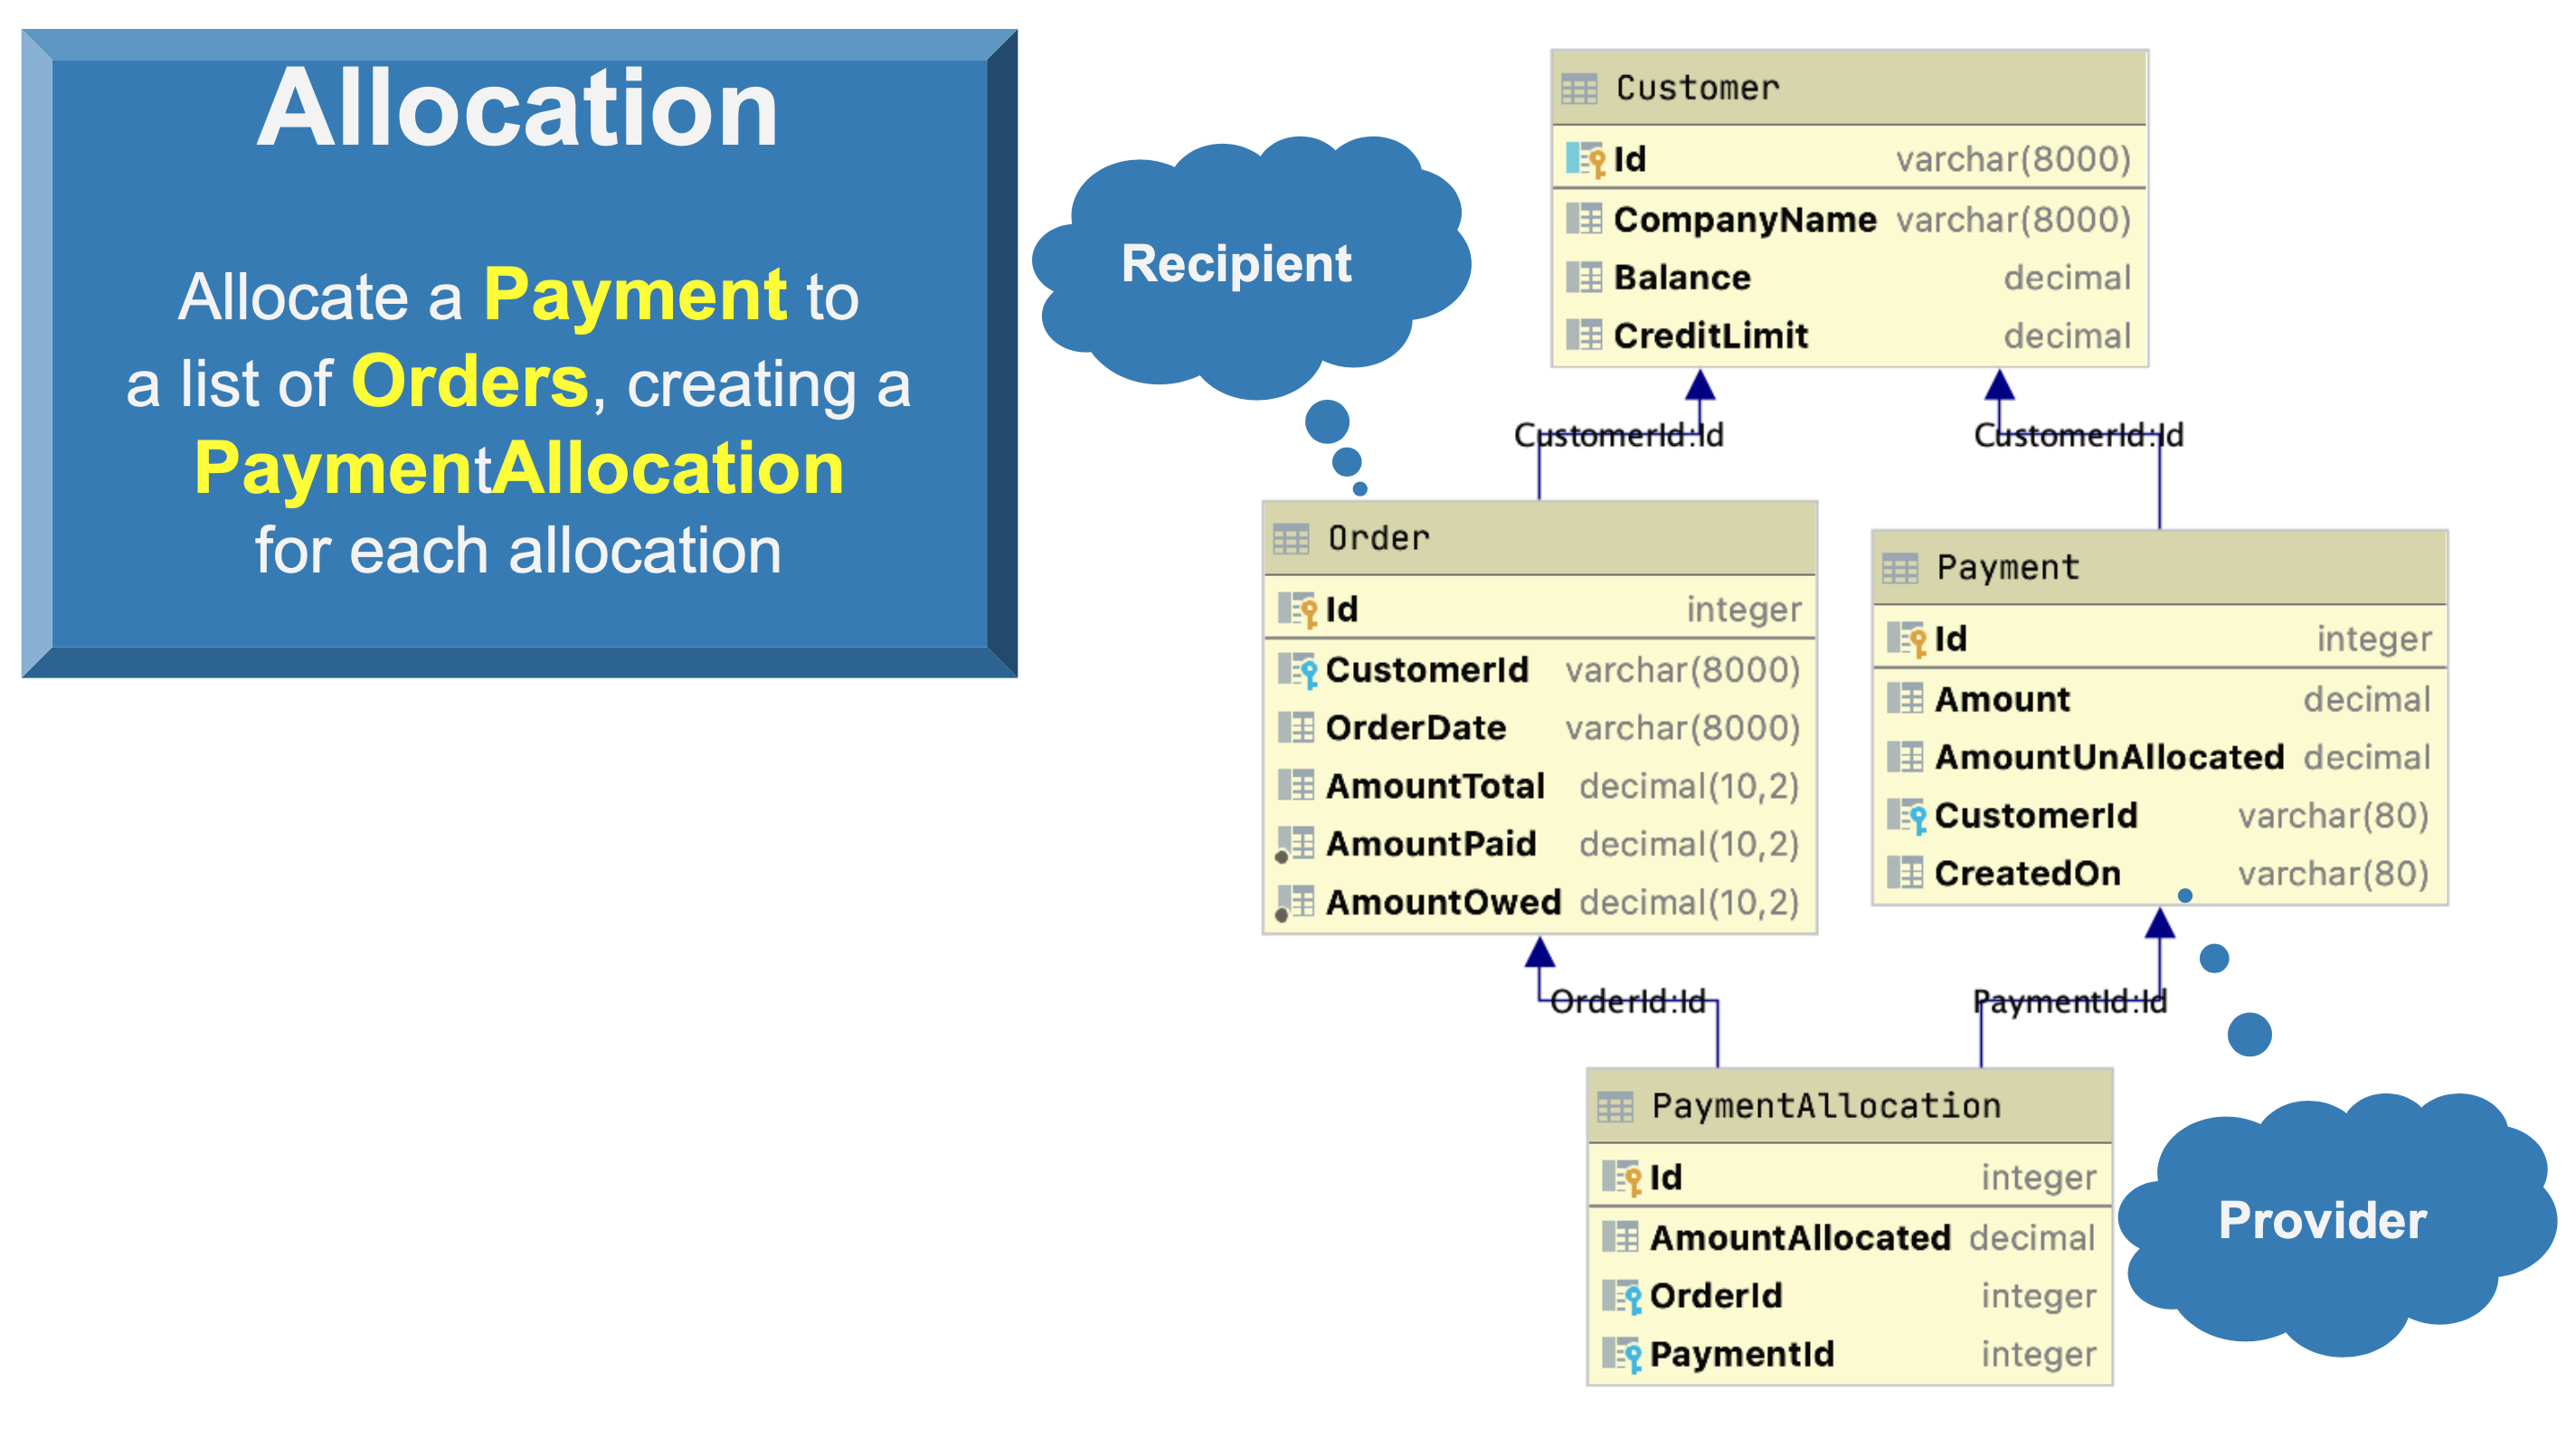 Allocation
Allocate a Payment to
a list of Orders, creating a
PaymentAllocation
for each allocation
Recipient
Customer
Id varchar(8000)
CompanyName varchar(8000)
Balance decimal
CreditLimit decimal
CustomerId:Id
CustomerId:Id
Order
Id integer
CustomerId varchar(8000)
OrderDate varchar(8000)
AmountTotal decimal(10,2)
AmountPaid decimal(10,2)
AmountOwed decimal(10,2)
Payment
Id integer
Amount decimal
AmountUnAllocated decimal
CustomerId varchar(80)
CreatedOn varchar(80)
OrderId:Id
PaymentId:Id
PaymentAllocation
Id integer
AmountAllocated decimal
OrderId integer
PaymentId integer
Provider